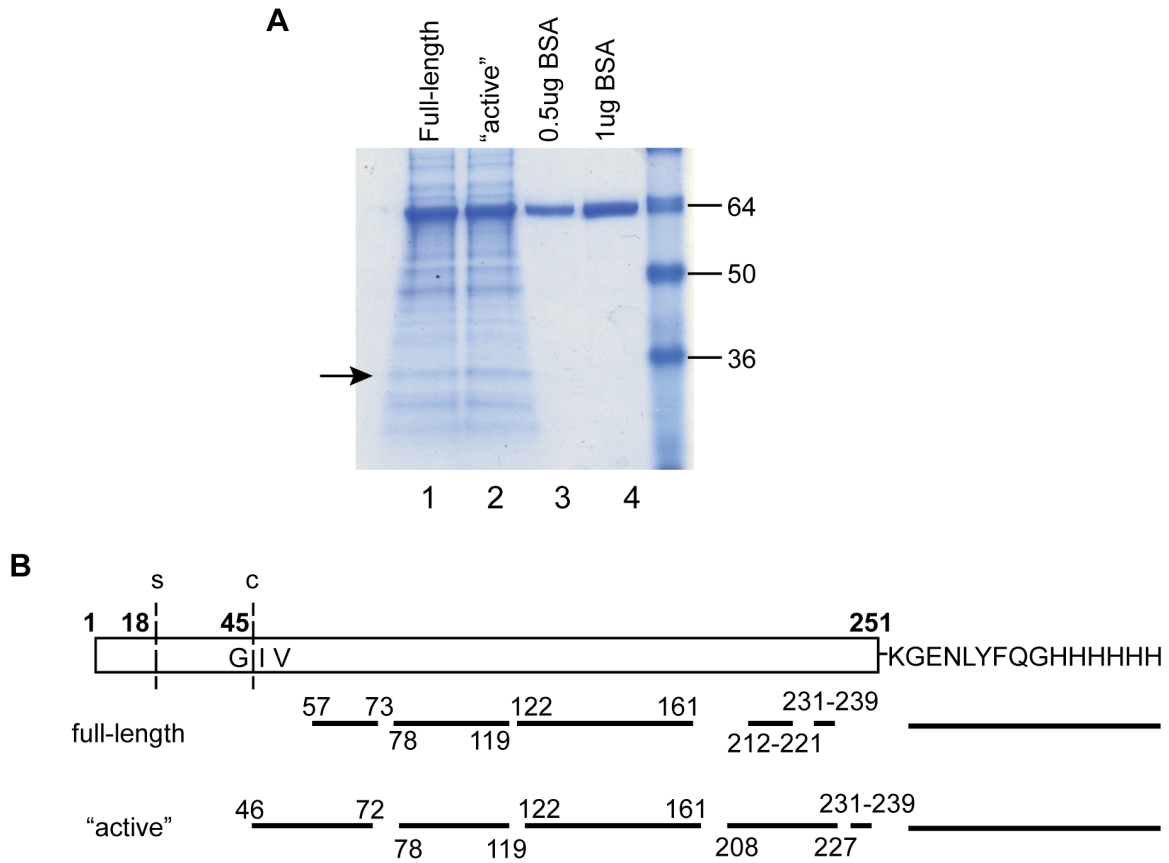 A
Full-length
“active”
0.5ug BSA
1ug BSA
64
50
36
1 2 3 4
B
s c
1 18 45 251
G I V
KGENLYFQGHHHHHH
full-length
57 73 122 161 231-239
78 119 212-221
“active”
46 72 122 161 231-239
78 119 208 227